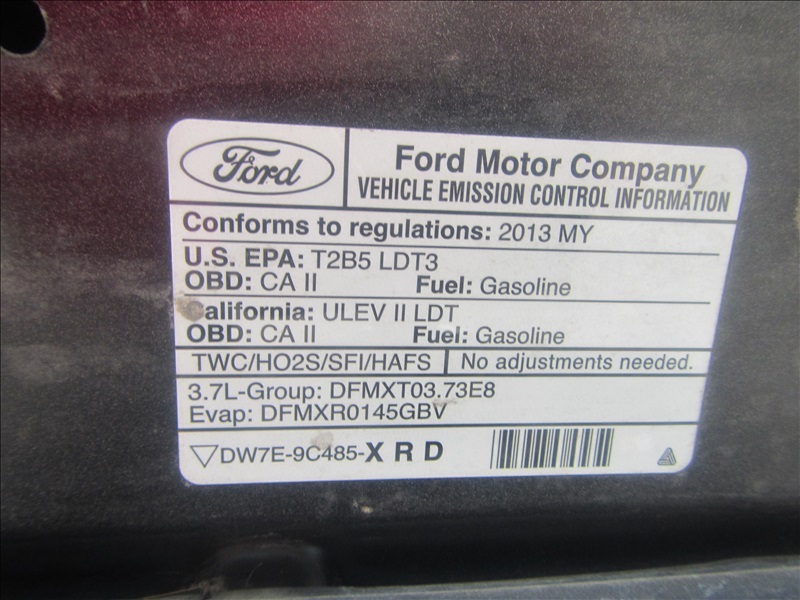 Ford
Ford Motor Company
VEHICLE EMISSION CONTROL INFORMATION
Conforms to regulations: 2013 MY
U.S. EPA: T2B5 LDT3
OBD: CA II Fuel: Gasoline
California: ULEV II LDT
OBD: CA II Fuel: Gasoline
TWC/HO2S/SFI/HAFS No adjustments needed.
3.7L-Group: DFMXT03.73E8
Evap: DFMXR0145GBV
DW7E-9C485-X R D